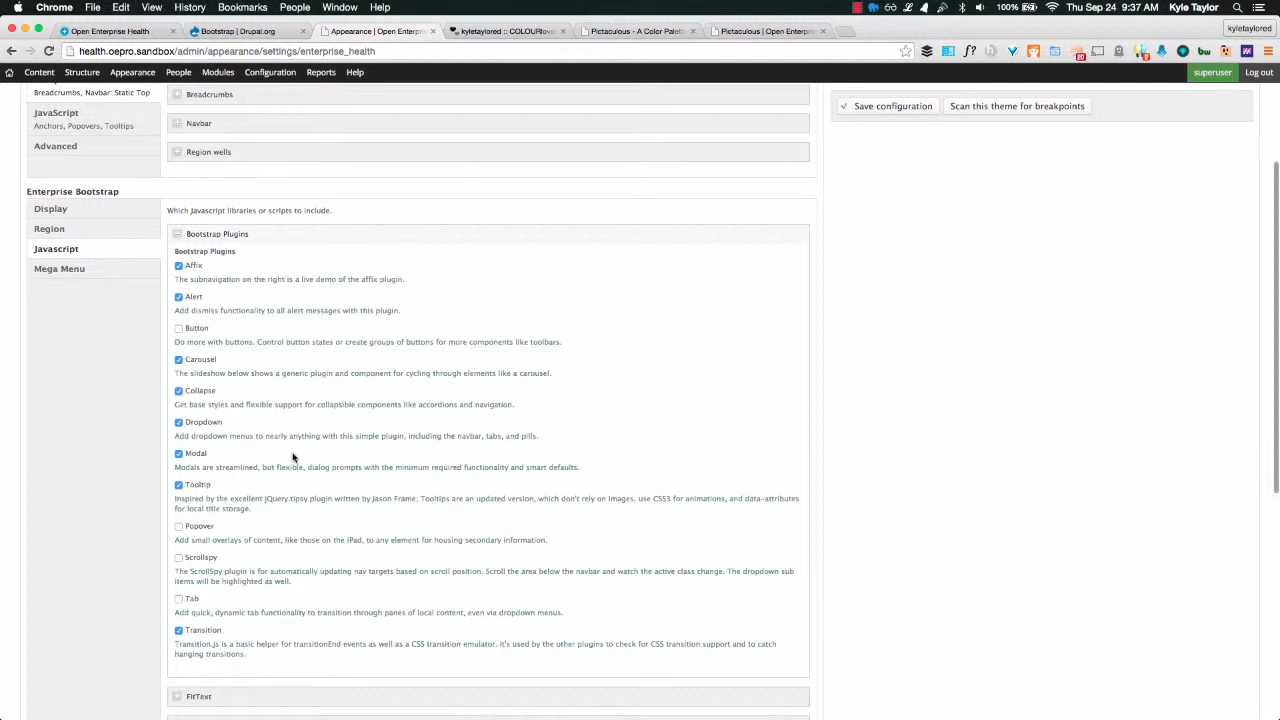 Chrome File Edit View History Bookmarks People Window Help 100% Thu Sep 24 9:37 AM Kyle Taylor
Open Enterprise Health Bootstrap | Drupal.org Appearance | Open Enterpr kyletaylored :: COLOURlove Pictaculous - A Color Palett Pictaculous | Open Enterpr kyletaylored
health.oepro.sandbox/admin/appearance/settings/enterprise_health
Content Structure Appearance People Modules Configuration Reports Help superuser Log out
Breadcrumbs, Navbar: Static Top
Breadcrumbs
JavaScript
Anchors, Popovers, Tooltips
Advanced
Navbar
Region wells
Save configuration Scan this theme for breakpoints
Enterprise Bootstrap
Display
Region
Javascript
Mega Menu
Which Javascript libraries or scripts to include.
Bootstrap Plugins
Bootstrap Plugins
Affix
The subnavigation on the right is a live demo of the affix plugin.
Alert
Add dismiss functionality to all alert messages with this plugin.
Button
Do more with buttons. Control button states or create groups of buttons for more components like toolbars.
Carousel
The slideshow below shows a generic plugin and component for cycling through elements like a carousel.
Collapse
Get base styles and flexible support for collapsible components like accordions and navigation.
Dropdown
Add dropdown menus to nearly anything with this simple plugin, including the navbar, tabs, and pills.
Modal
Modals are streamlined, but flexible, dialog prompts with the minimum required functionality and smart defaults.
Tooltip
Inspired by the excellent jQuery.tipsy plugin written by Jason Frame; Tooltips are an updated version, which don't rely on images, use CSS3 for animations, and data-attributes
for local title storage.
Popover
Add small overlays of content, like those on the iPad, to any element for housing secondary information.
Scrollspy
The ScrollSpy plugin is for automatically updating nav targets based on scroll position. Scroll the area below the navbar and watch the active class change. The dropdown sub
items will be highlighted as well.
Tab
Add quick, dynamic tab functionality to transition through panes of local content, even via dropdown menus.
Transition
Transition.js is a basic helper for transitionEnd events as well as a CSS transition emulator. It's used by the other plugins to check for CSS transition support and to catch
hanging transitions.
FitText